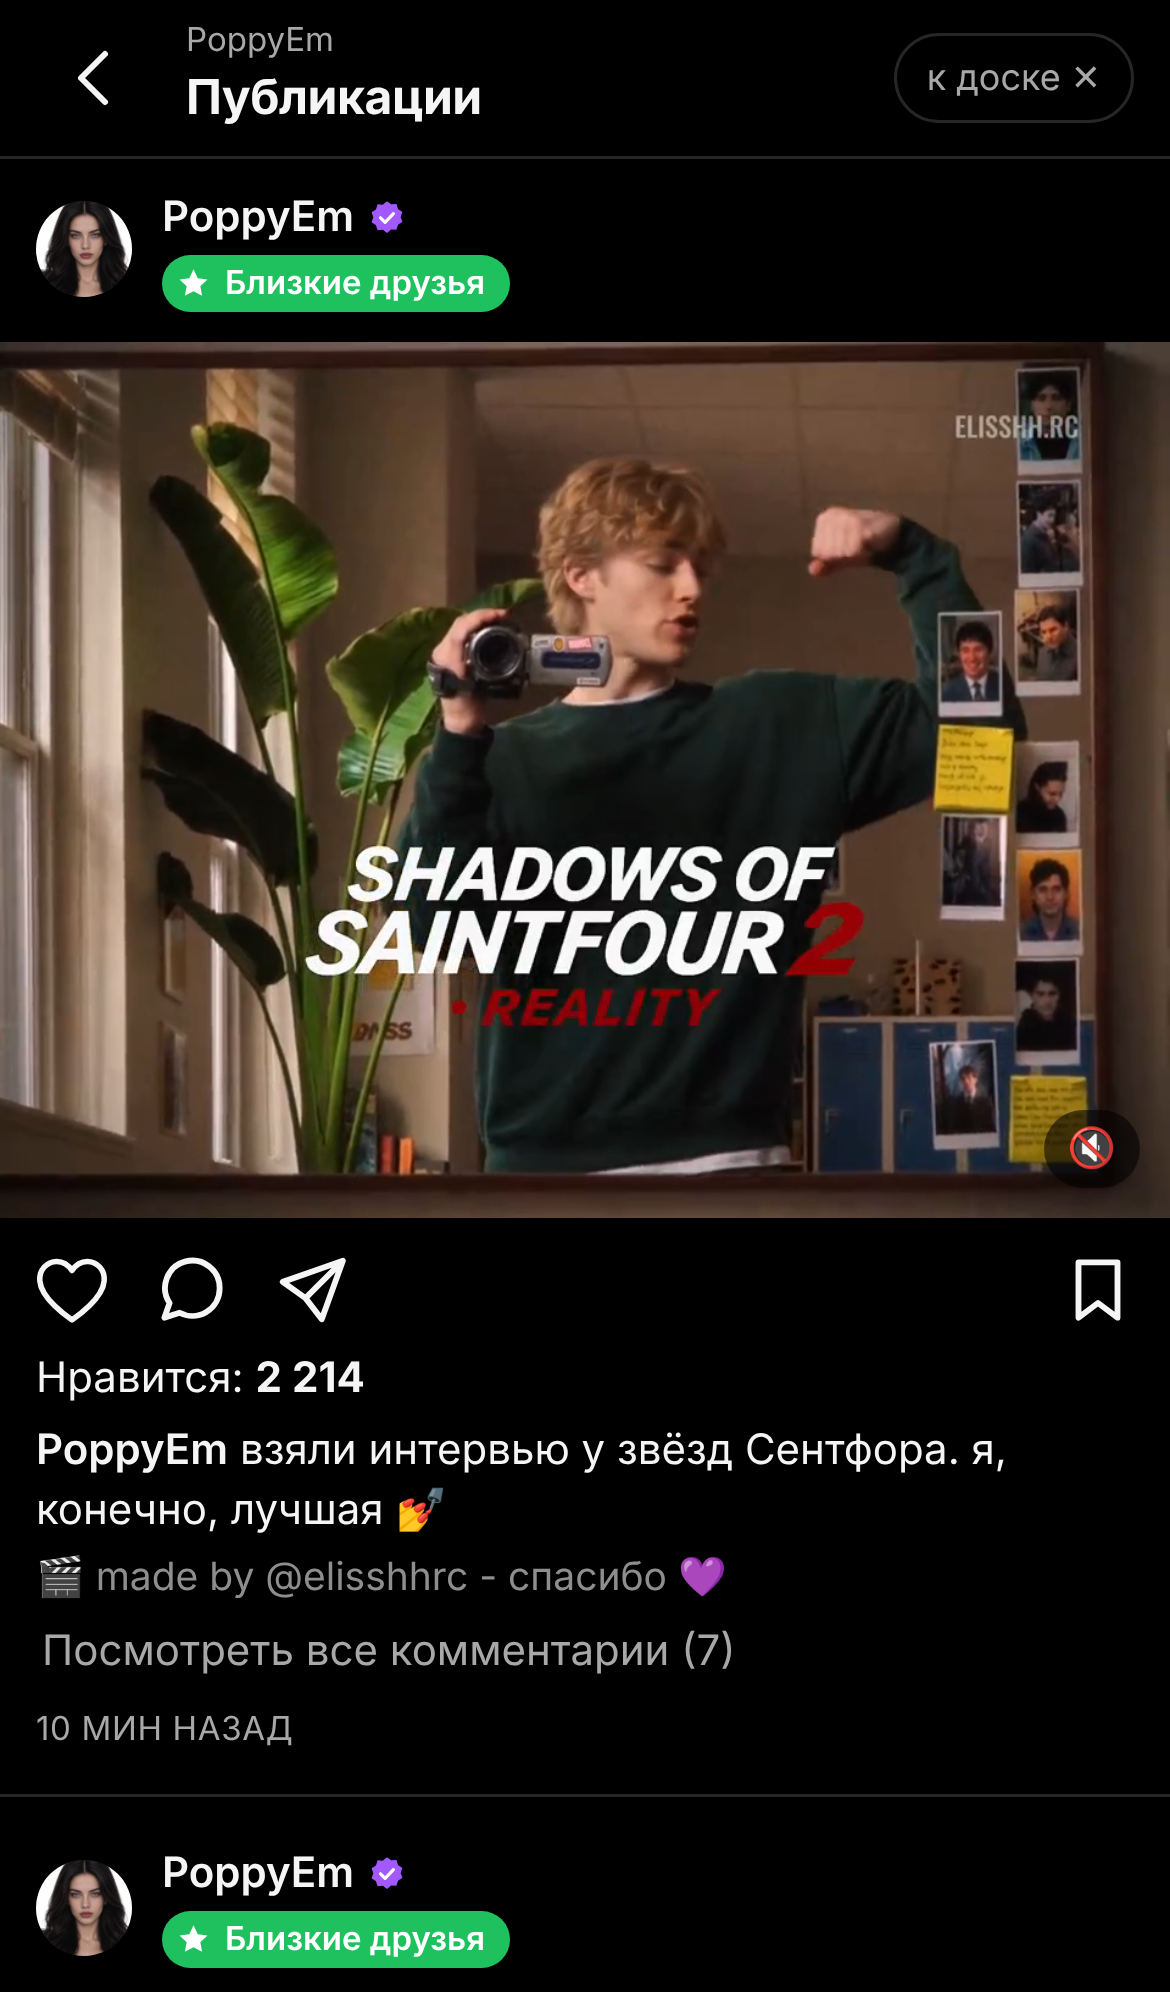 PoppyEm
Публикации
к доске ✕
PoppyEm
Близкие друзья
ELISSHH.RC
SHADOWS OF
SAINTFOUR 2
• REALITY
Нравится: 2 214
PoppyEm взяли интервью у звёзд Сентфора. я,
конечно, лучшая 💅
🎬 made by @elisshhrc - спасибо 💜
Посмотреть все комментарии (7)
10 МИН НАЗАД
PoppyEm
Близкие друзья